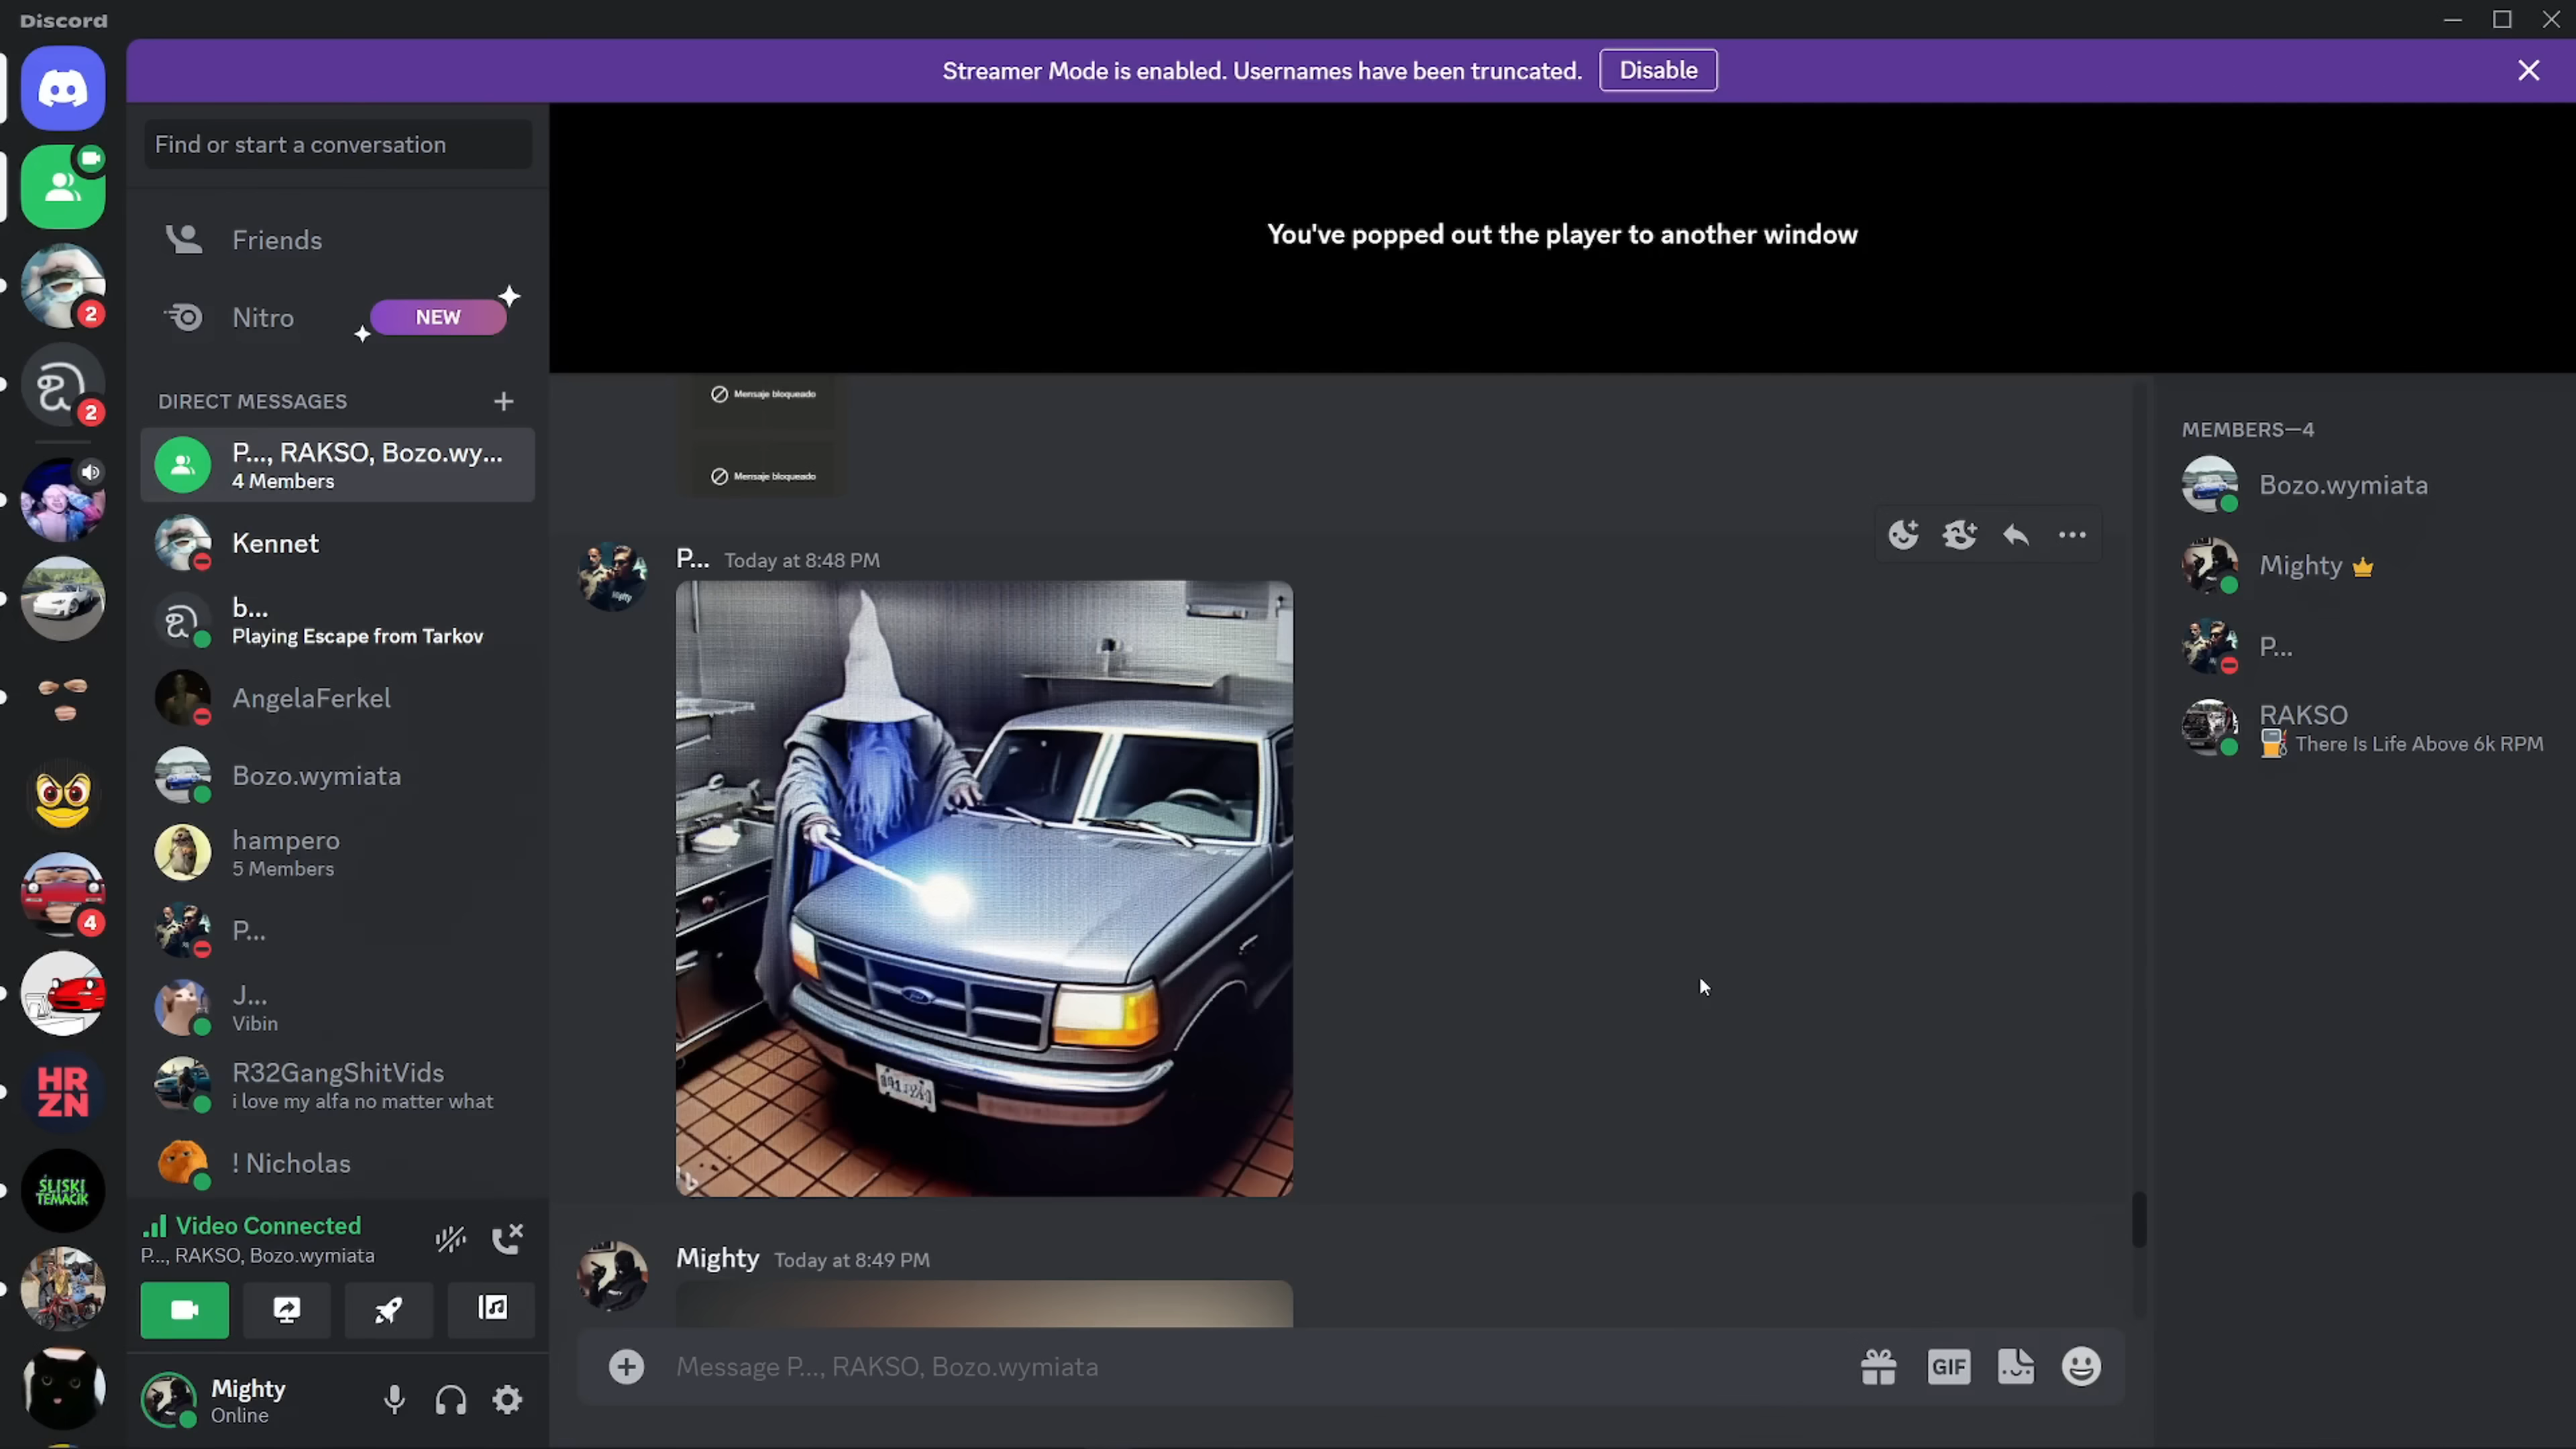 Discord
Streamer Mode is enabled. Usernames have been truncated.
Disable
Find or start a conversation
You've popped out the player to another window
Friends
Nitro
NEW
DIRECT MESSAGES
P..., RAKSO, Bozo.wy...
4 Members
Kennet
b...
Playing Escape from Tarkov
AngelaFerkel
Bozo.wymiata
hampero
5 Members
P...
J...
Vibin
R32GangShitVids
i love my alfa no matter what
! Nicholas
2
2
4
HR
ZN
ŚLISKI
TEMACIK
Video Connected
P..., RAKSO, Bozo.wymiata
Mighty
Online
Mensaje bloqueado
Mensaje bloqueado
P... Today at 8:48 PM
Mighty Today at 8:49 PM
Message P..., RAKSO, Bozo.wymiata
GIF
MEMBERS—4
Bozo.wymiata
Mighty
P...
RAKSO
There Is Life Above 6k RPM